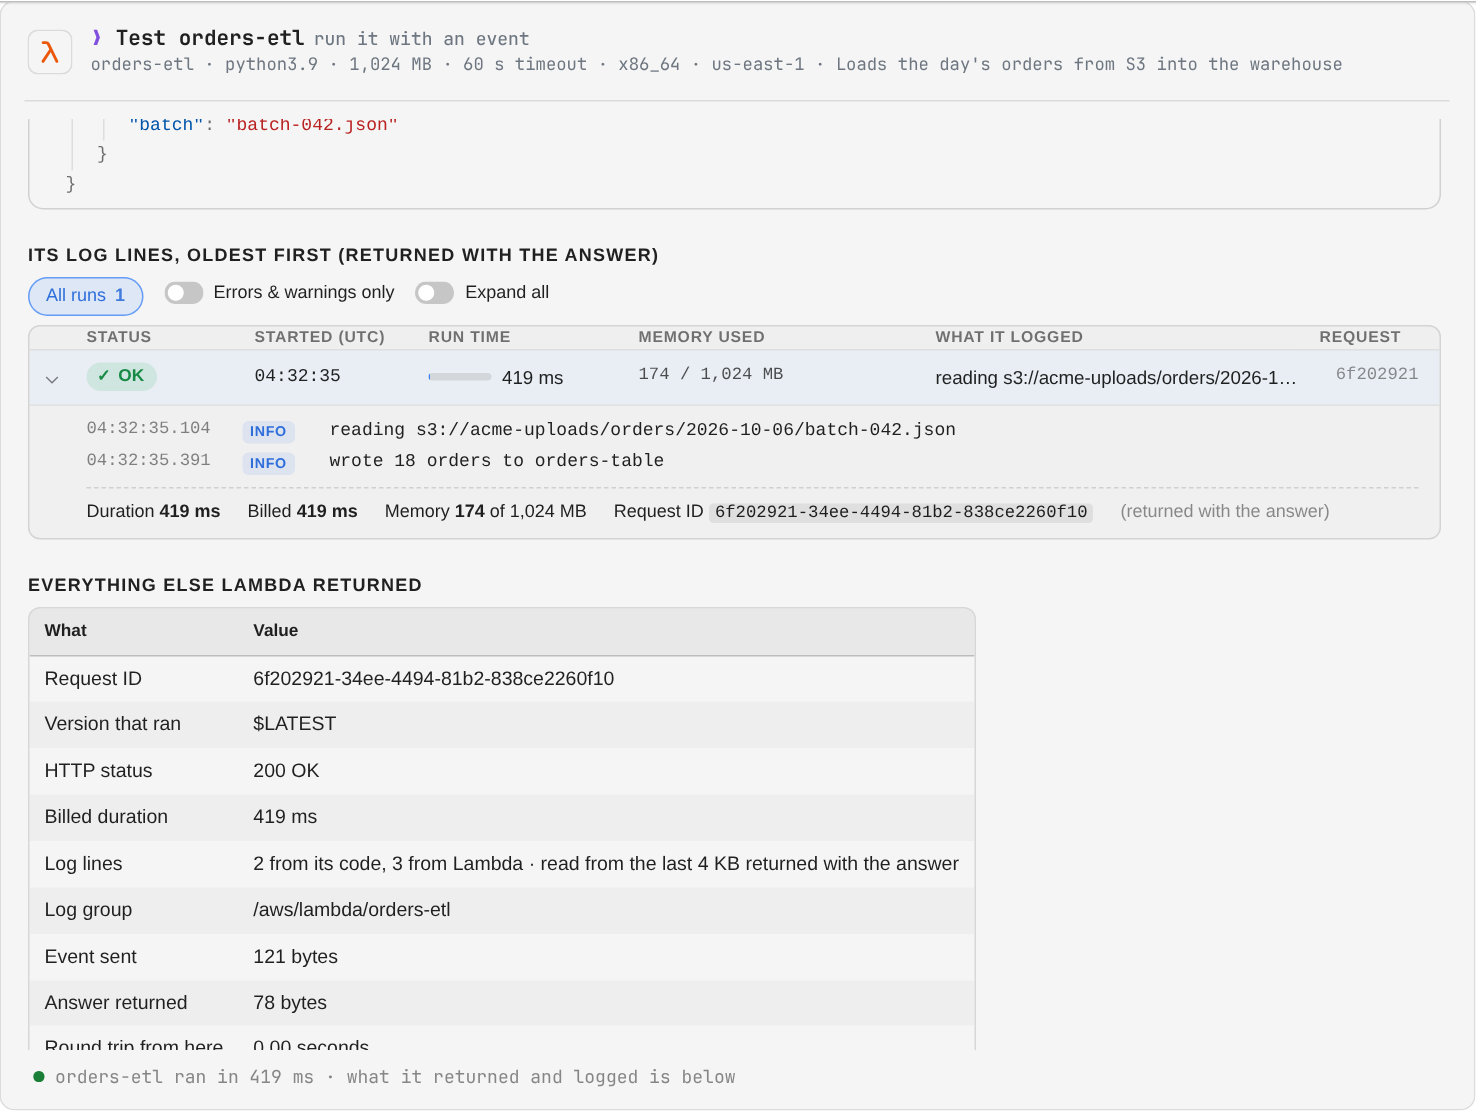 λ
❱ Test orders-etl run it with an event
orders-etl · python3.9 · 1,024 MB · 60 s timeout · x86_64 · us-east-1 · Loads the day's orders from S3 into the warehouse
"batch": "batch-042.json"
}
}
ITS LOG LINES, OLDEST FIRST (RETURNED WITH THE ANSWER)
All runs 1 Errors & warnings only Expand all
STATUS STARTED (UTC) RUN TIME MEMORY USED WHAT IT LOGGED REQUEST
✓ OK 04:32:35 419 ms 174 / 1,024 MB reading s3://acme-uploads/orders/2026-1… 6f202921
04:32:35.104 INFO reading s3://acme-uploads/orders/2026-10-06/batch-042.json
04:32:35.391 INFO wrote 18 orders to orders-table
Duration 419 ms Billed 419 ms Memory 174 of 1,024 MB Request ID 6f202921-34ee-4494-81b2-838ce2260f10 (returned with the answer)
EVERYTHING ELSE LAMBDA RETURNED
What Value
Request ID 6f202921-34ee-4494-81b2-838ce2260f10
Version that ran $LATEST
HTTP status 200 OK
Billed duration 419 ms
Log lines 2 from its code, 3 from Lambda · read from the last 4 KB returned with the answer
Log group /aws/lambda/orders-etl
Event sent 121 bytes
Answer returned 78 bytes
Round trip from here 0.00 seconds
orders-etl ran in 419 ms · what it returned and logged is below